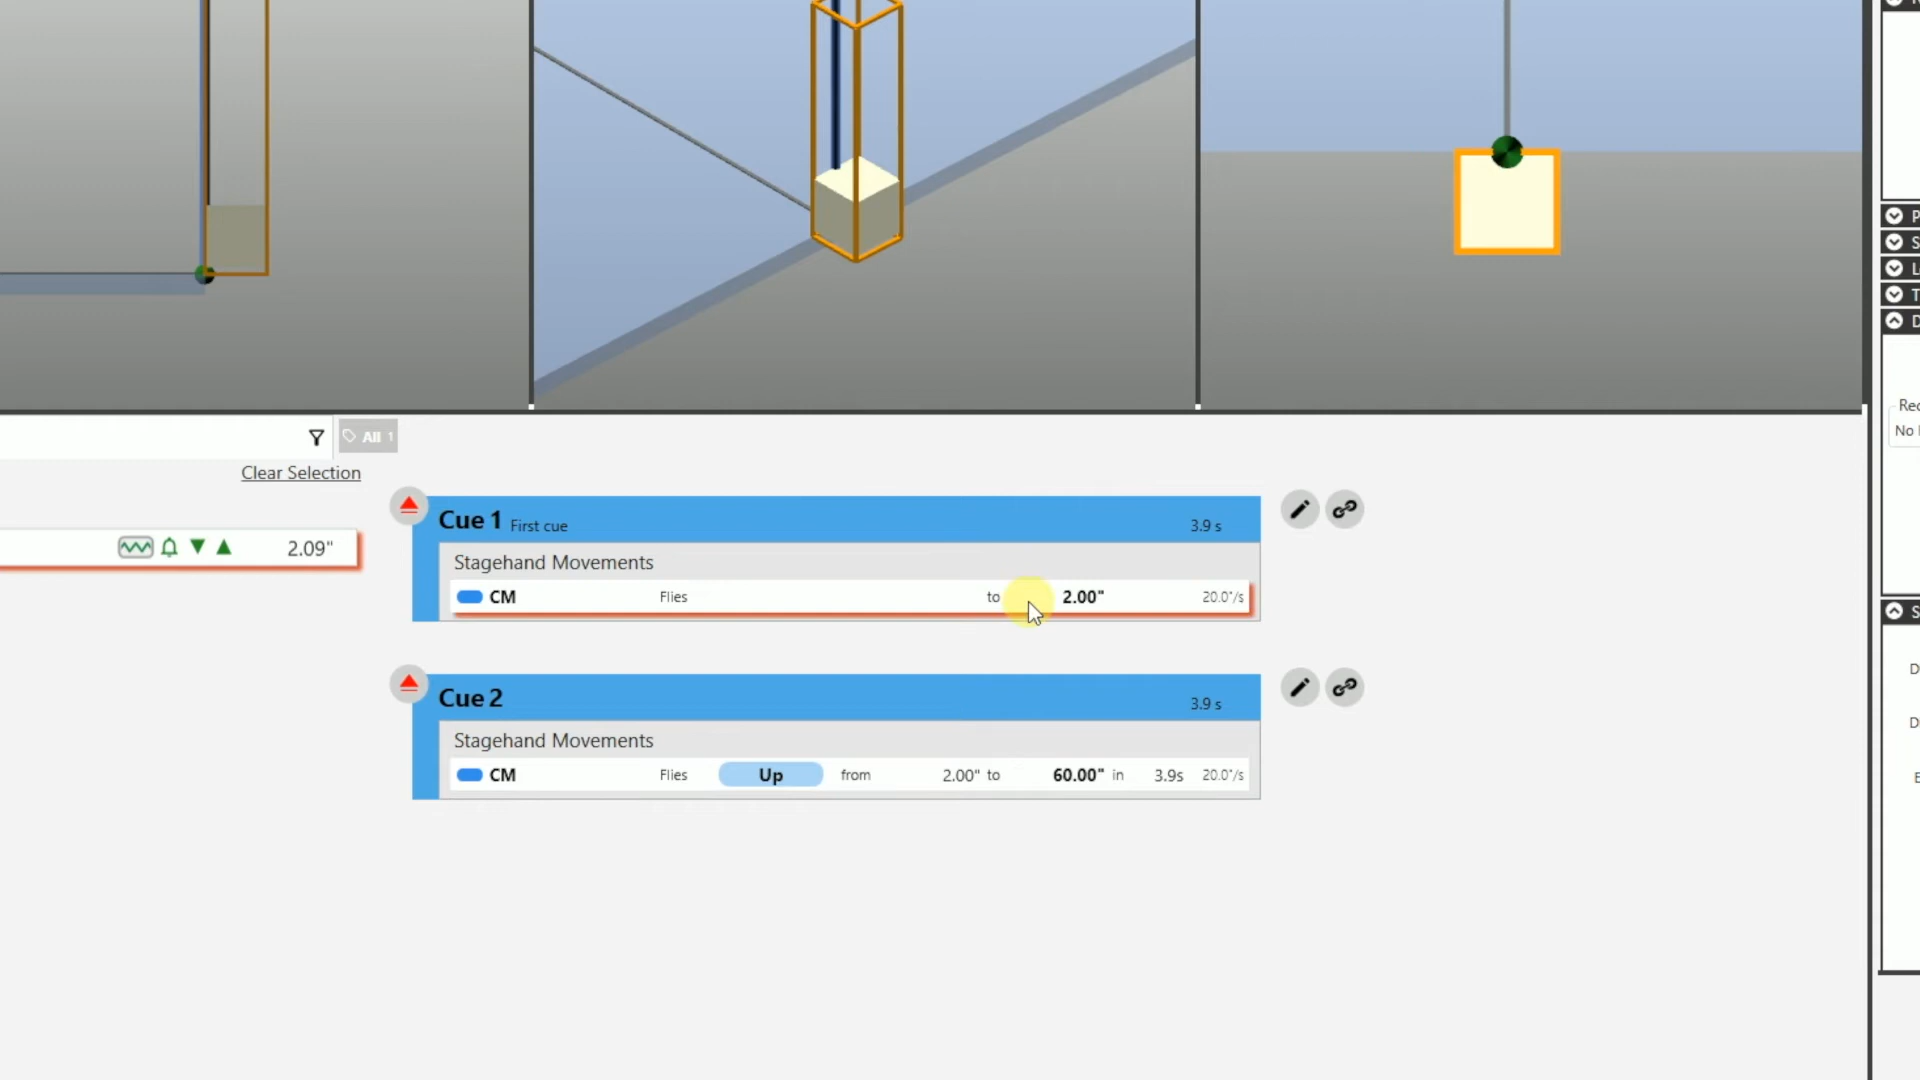 All 1
Clear Selection
2.09"
Cue 1 First cue 3.9 s
Stagehand Movements
CM Flies to 2.00" 20.0"/s
Cue 2 3.9 s
Stagehand Movements
CM Flies Up from 2.00" to 60.00" in 3.9s 20.0"/s
P
S
L
T
D
No
S